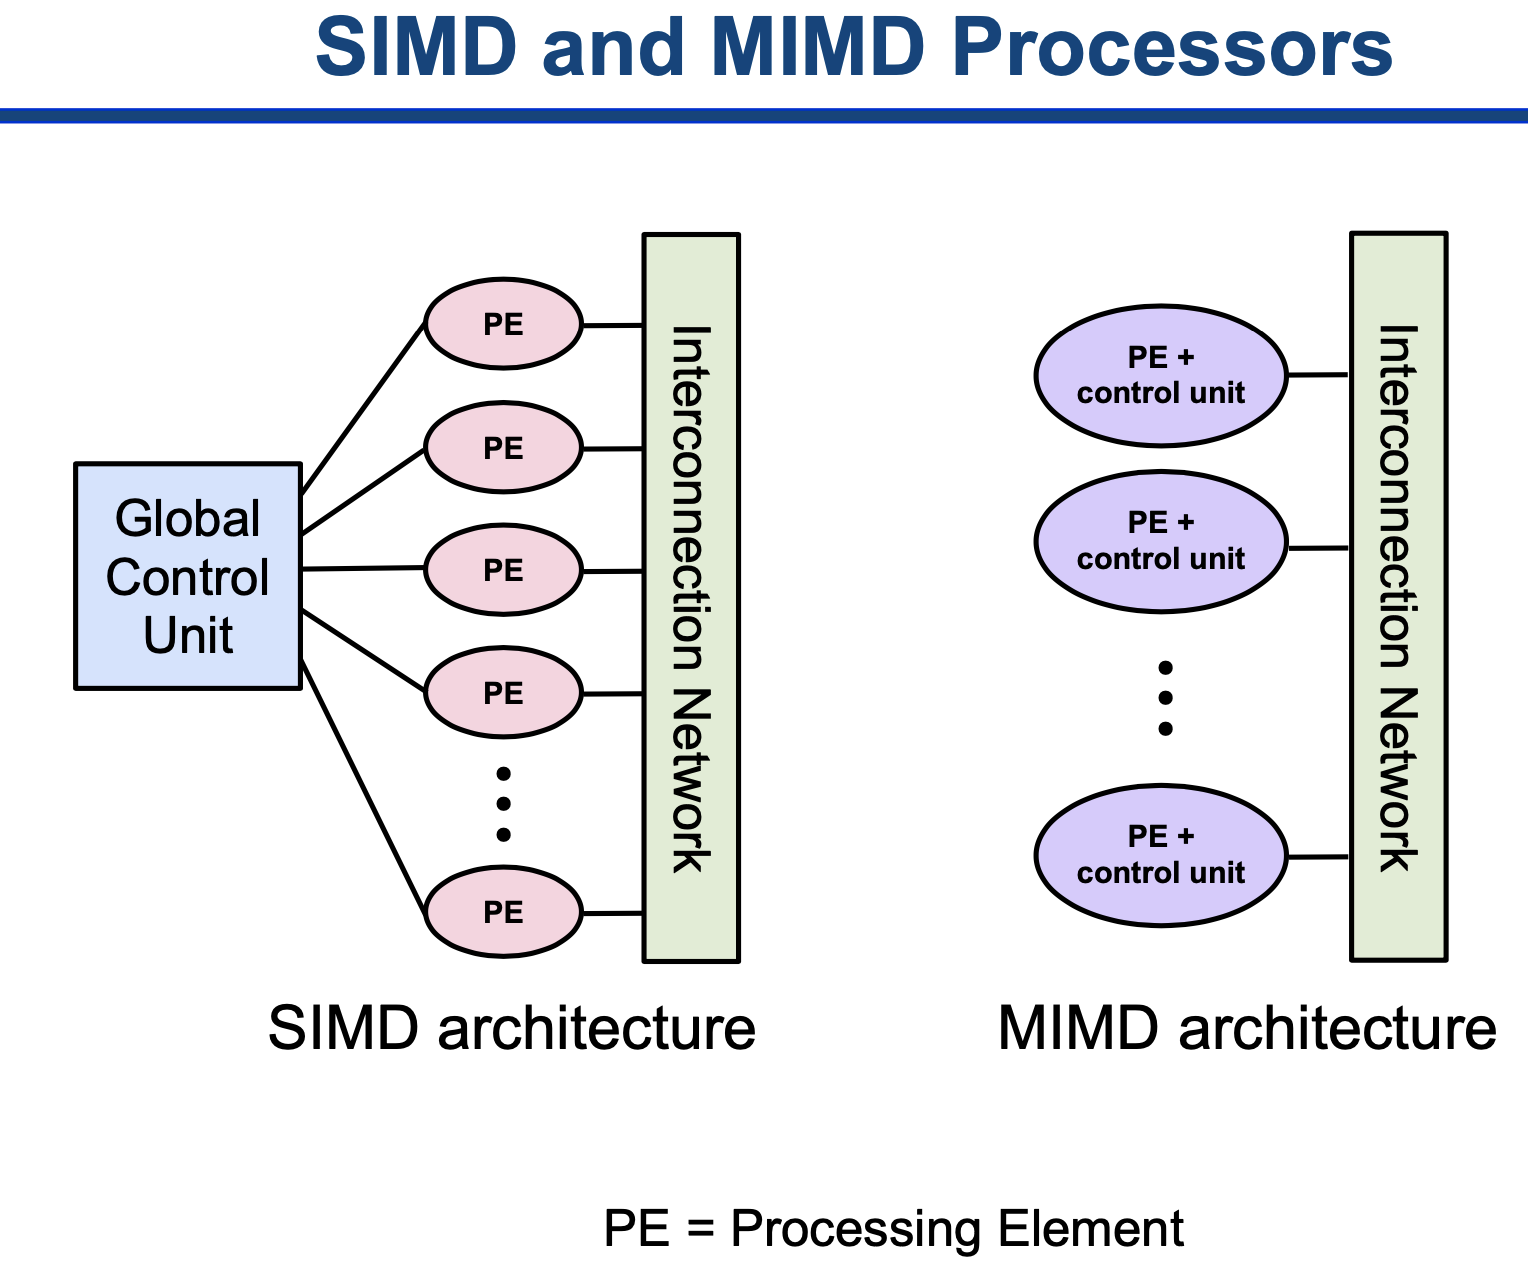 SIMD and MIMD Processors
Global
Control
Unit
PE
PE
PE
PE
PE
Interconnection Network
SIMD architecture
PE +
control unit
PE +
control unit
PE +
control unit
Interconnection Network
MIMD architecture
PE = Processing Element